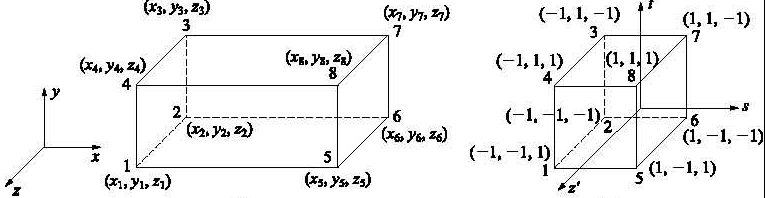 (x₃, y₃, z₃)
3
(x₇, y₇, z₇)
7
(x₄, y₄, z₄)
4
(x₈, y₈, z₈)
8
y
x
z
2
(x₂, y₂, z₂)
6
(x₆, y₆, z₆)
1
(x₁, y₁, z₁)
5
(x₅, y₅, z₅)
(−1, 1, −1)
3
t
(1, 1, −1)
7
(−1, 1, 1)
4
(1, 1, 1)
8
s
(−1, −1, −1)
2
6
(1, −1, −1)
(−1, −1, 1)
1
5
(1, −1, 1)
z'